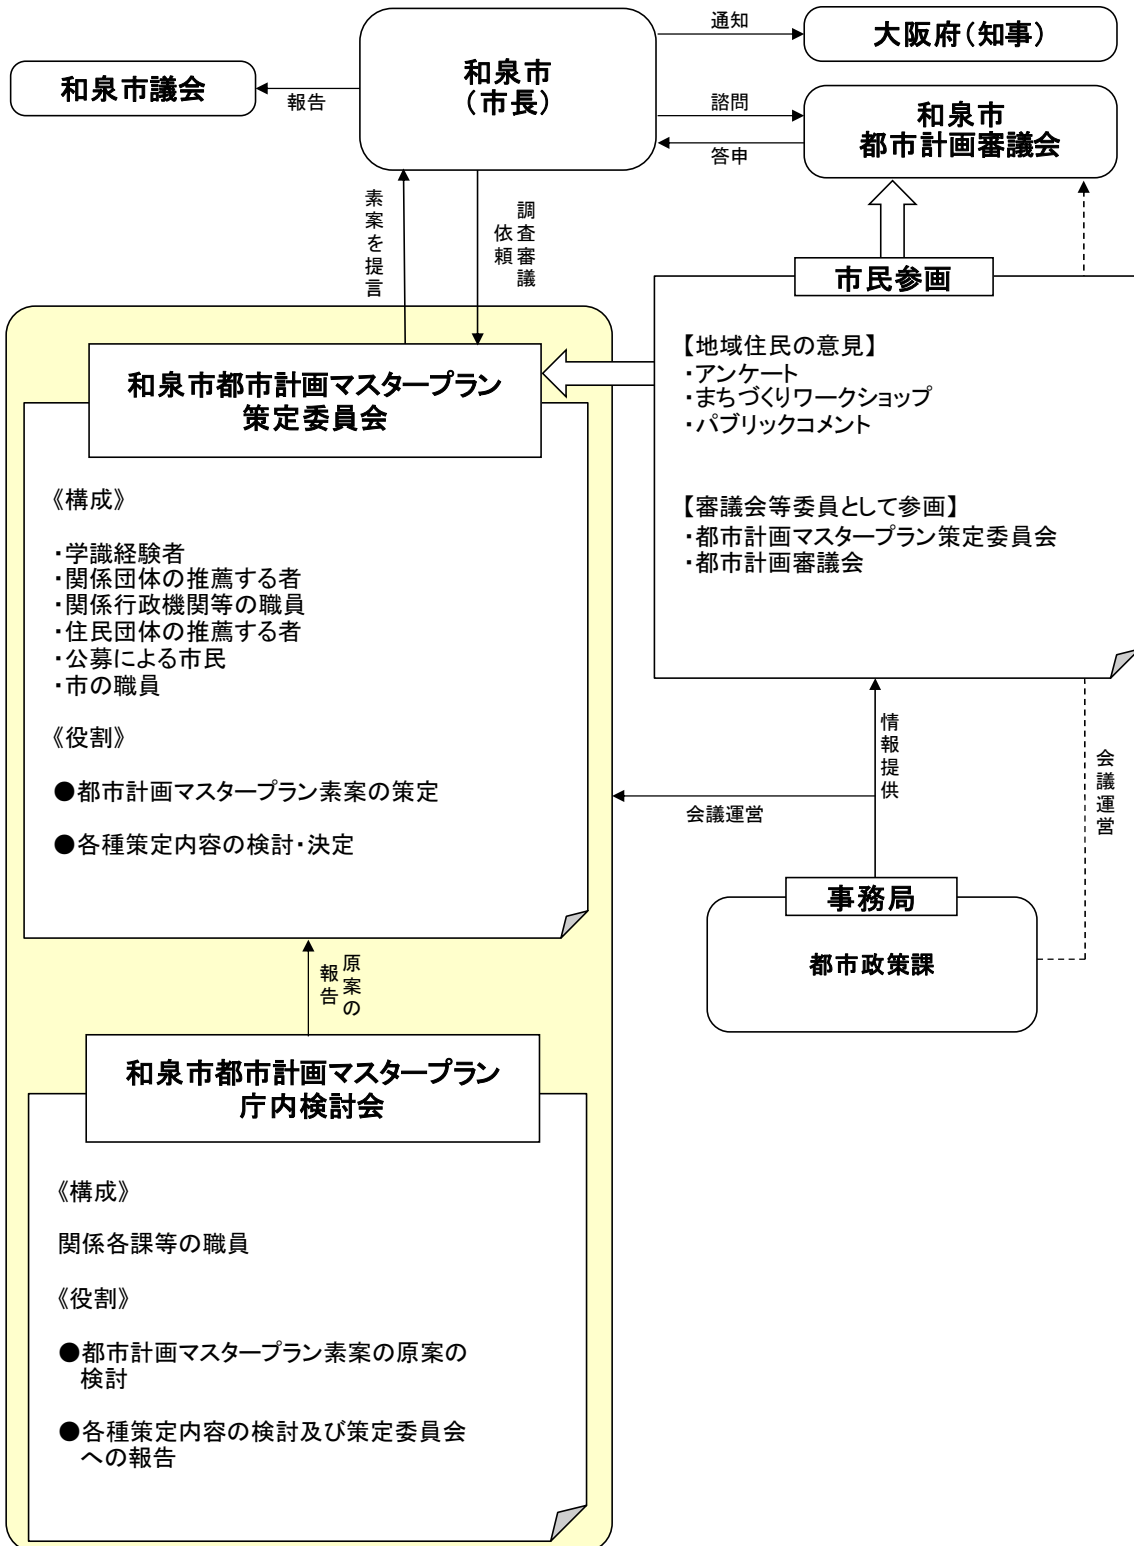 通知
大阪府（知事）
和泉市
（市長）
和泉市議会
報告
諮問
答申
和泉市
都市計画審議会
素案を提言
調査審議
依頼
市民参画
【地域住民の意見】
・アンケート
・まちづくりワークショップ
・パブリックコメント
【審議会等委員として参画】
・都市計画マスタープラン策定委員会
・都市計画審議会
和泉市都市計画マスタープラン
策定委員会
《構成》
・学識経験者
・関係団体の推薦する者
・関係行政機関等の職員
・住民団体の推薦する者
・公募による市民
・市の職員
《役割》
●都市計画マスタープラン素案の策定
●各種策定内容の検討・決定
情報提供
会議運営
会議運営
事務局
都市政策課
原案の
報告
和泉市都市計画マスタープラン
庁内検討会
《構成》
関係各課等の職員
《役割》
●都市計画マスタープラン素案の原案の
検討
●各種策定内容の検討及び策定委員会
への報告